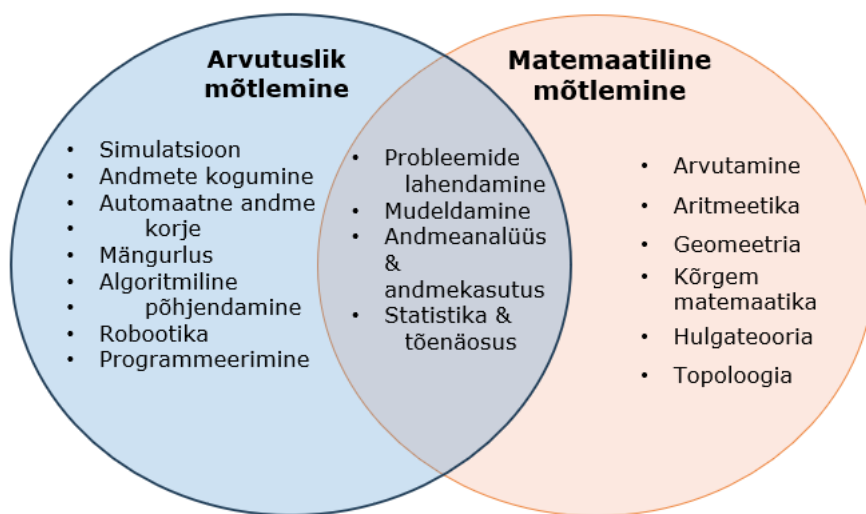 Arvutuslik
mõtlemine
• Simulatsioon
• Andmete kogumine
• Automaatne andme
• korje
• Mängurlus
• Algoritmiline
• põhjendamine
• Robootika
• Programmeerimine
• Probleemide
lahendamine
• Mudeldamine
• Andmeanalüüs
&
andmekasutus
• Statistika &
tõenäosus
Matemaatiline
mõtlemine
• Arvutamine
• Aritmeetika
• Geomeetria
• Kõrgem
matemaatika
• Hulgateooria
• Topoloogia